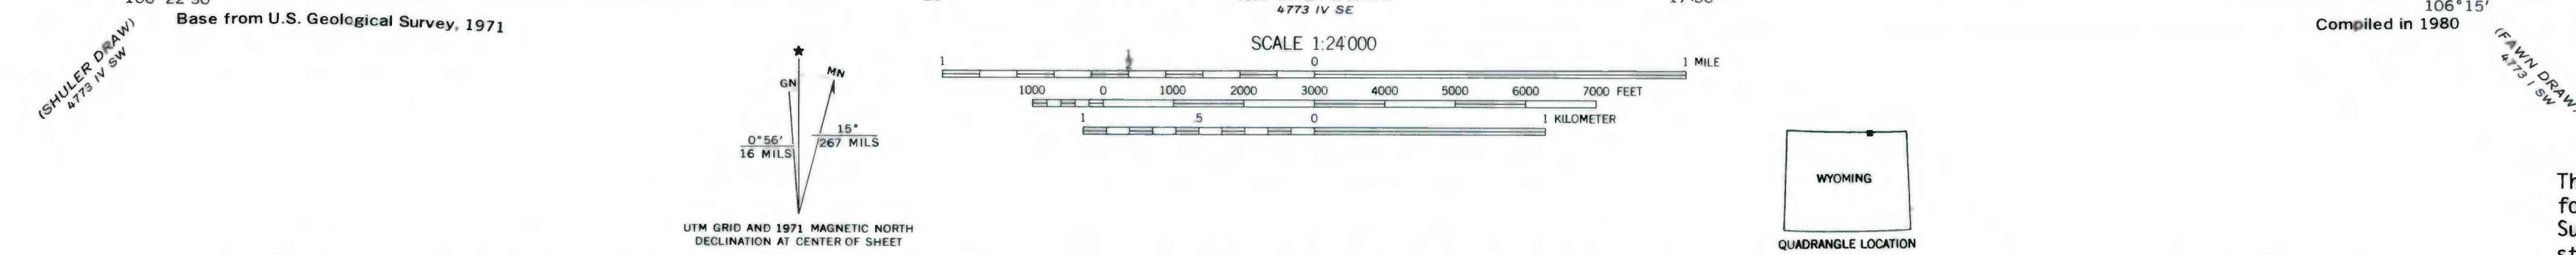 4773 IV SE
106°15'
Base from U.S. Geological Survey, 1971
Compiled in 1980
(SHULER DRAW)
4773 IV SW
(FAWN DRAW)
4773 I SW
SCALE 1:24000
1 0 1 MILE
1000 0 1000 2000 3000 4000 5000 6000 7000 FEET
1 .5 0 1 KILOMETER
GN MN
0°56'
16 MILS
15°
267 MILS
UTM GRID AND 1971 MAGNETIC NORTH
DECLINATION AT CENTER OF SHEET
WYOMING
QUADRANGLE LOCATION